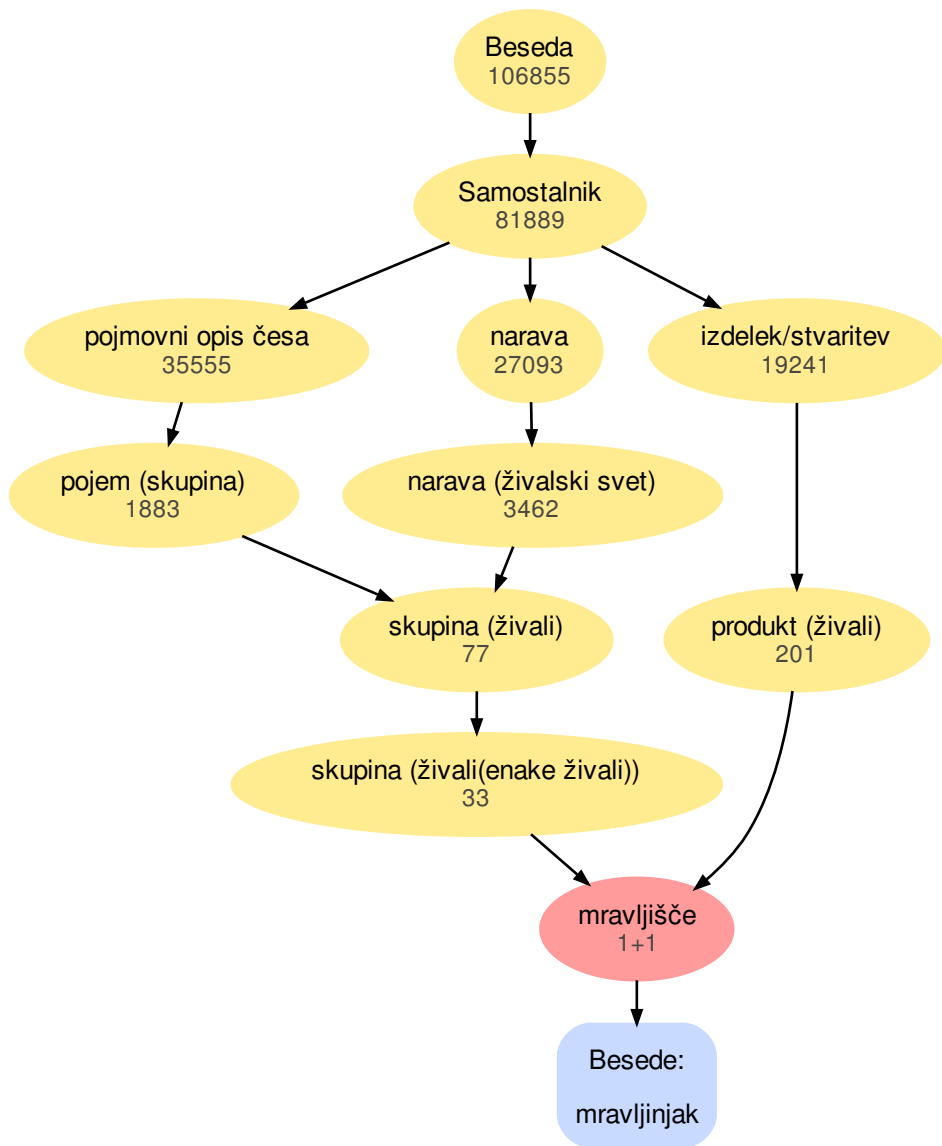 Beseda
106855
Samostalnik
81889
pojmovni opis česa
35555
narava
27093
izdelek/stvaritev
19241
pojem (skupina)
1883
narava (živalski svet)
3462
skupina (živali)
77
produkt (živali)
201
skupina (živali(enake živali))
33
mravljišče
1+1
Besede:
mravljinjak